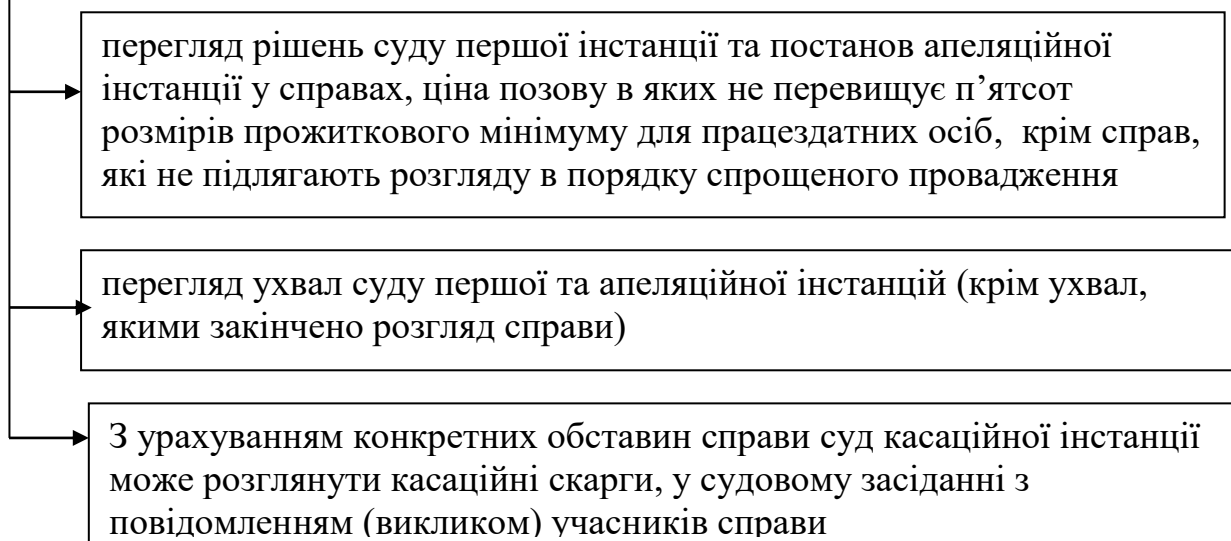 перегляд рішень суду першої інстанції та постанов апеляційної
інстанції у справах, ціна позову в яких не перевищує п’ятсот
розмірів прожиткового мінімуму для працездатних осіб, крім справ,
які не підлягають розгляду в порядку спрощеного провадження
перегляд ухвал суду першої та апеляційної інстанцій (крім ухвал,
якими закінчено розгляд справи)
З урахуванням конкретних обставин справи суд касаційної інстанції
може розглянути касаційні скарги, у судовому засіданні з
повідомленням (викликом) учасників справи